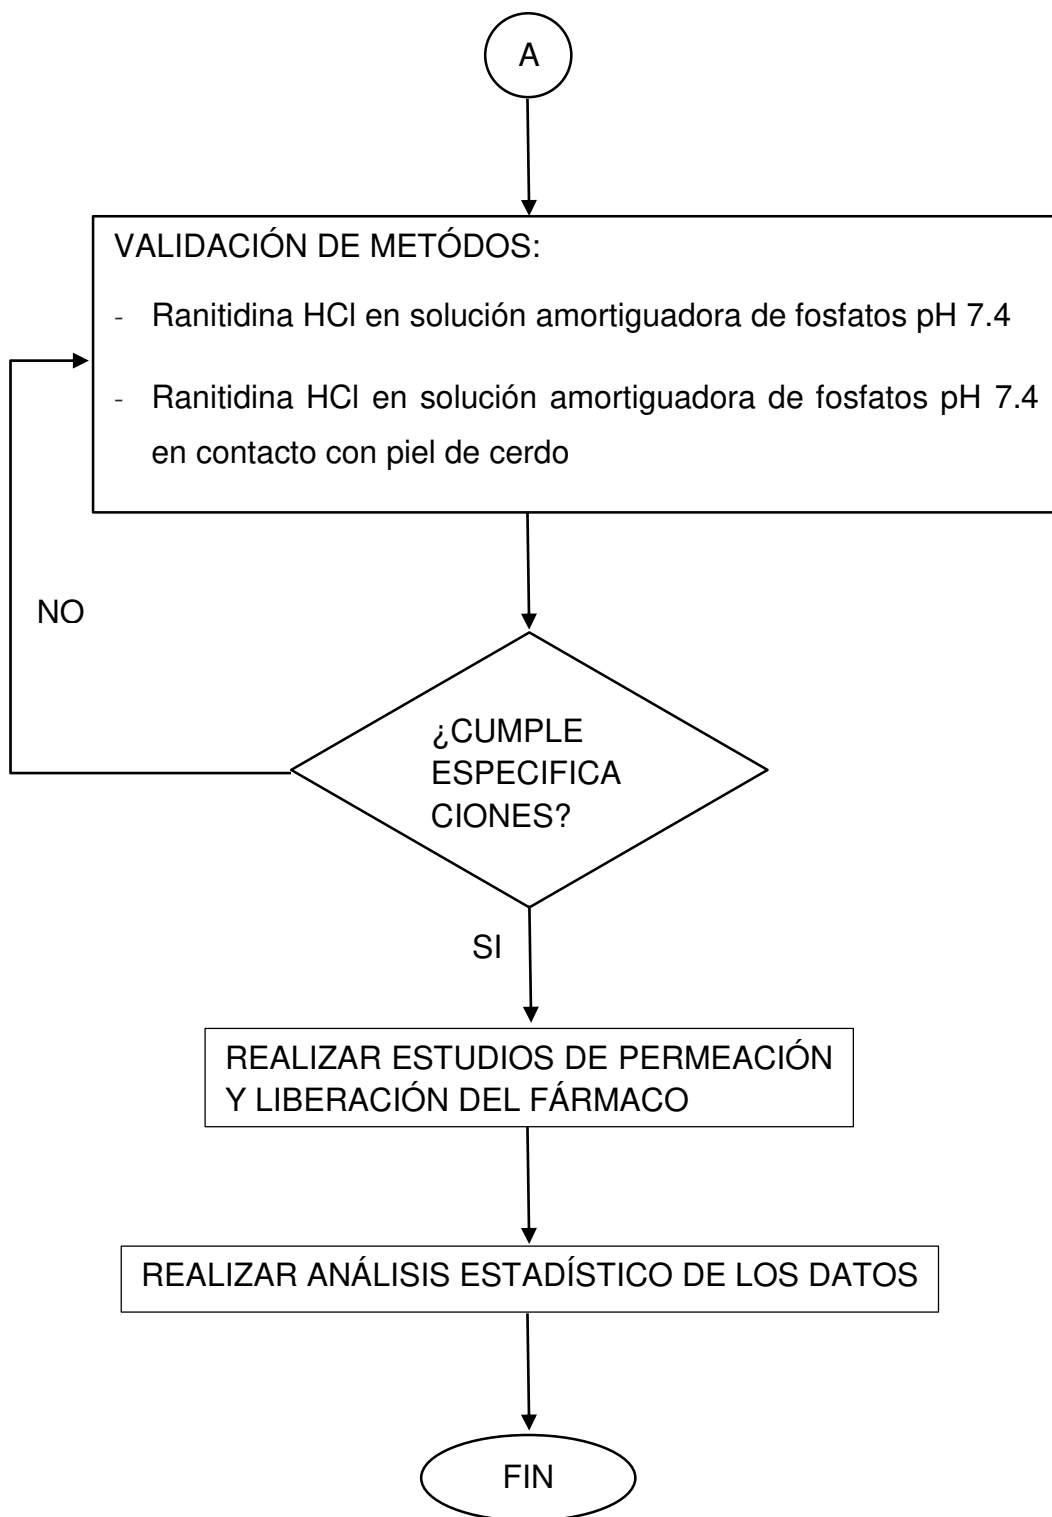 A
VALIDACIÓN DE METÓDOS:
- Ranitidina HCl en solución amortiguadora de fosfatos pH 7.4
- Ranitidina HCl en solución amortiguadora de fosfatos pH 7.4
en contacto con piel de cerdo
NO
¿CUMPLE
ESPECIFICA
CIONES?
SI
REALIZAR ESTUDIOS DE PERMEACIÓN
Y LIBERACIÓN DEL FÁRMACO
REALIZAR ANÁLISIS ESTADÍSTICO DE LOS DATOS
FIN